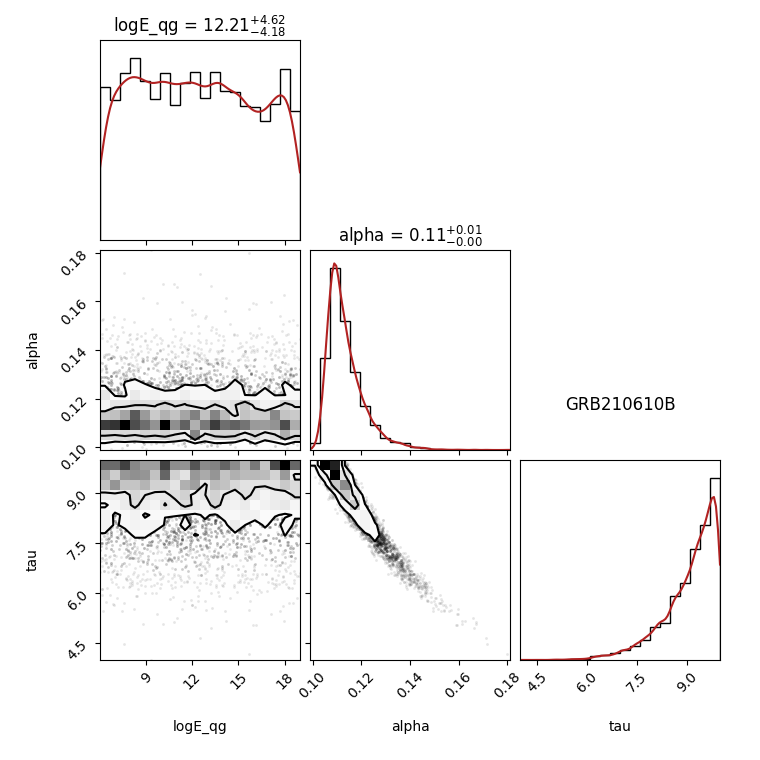 logE_qg = 12.21+4.62−4.18
alpha = 0.11+0.01−0.00
0.18
0.16
0.14
0.12
0.10
alpha
GRB210610B
9.0
7.5
6.0
4.5
tau
9 12 15 18
0.10 0.12 0.14 0.16 0.18
4.5 6.0 7.5 9.0
logE_qg alpha tau